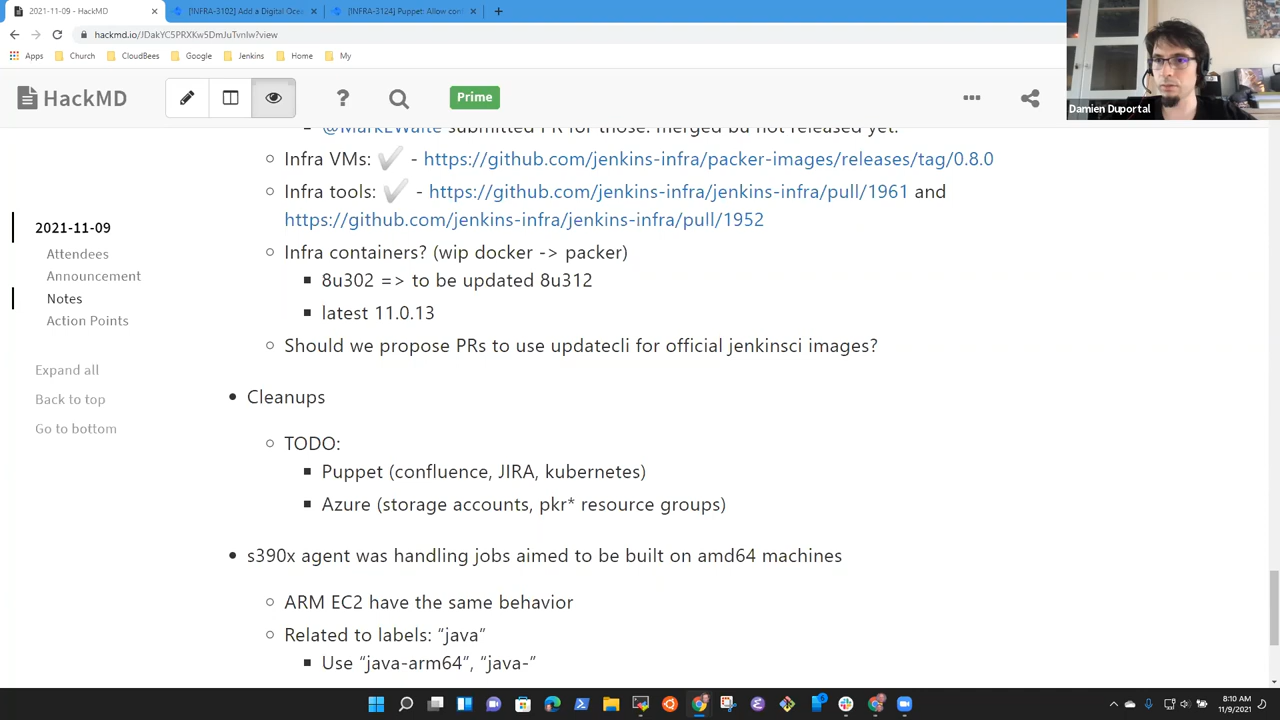 2021-11-09 - HackMD
[INFRA-3102] Add a Digital Oce
[INFRA-3124] Puppet: Allow con
hackmd.io/JDakYC5PRXKw5DmJuTvnIw?view
Apps
Church
CloudBees
Google
Jenkins
Home
My
HackMD
Prime
Damien Duportal
@MarkEWaite submitted PR for those: merged bu not released yet.
Infra VMs: ✔️ - https://github.com/jenkins-infra/packer-images/releases/tag/0.8.0
Infra tools: ✔️ - https://github.com/jenkins-infra/jenkins-infra/pull/1961 and
https://github.com/jenkins-infra/jenkins-infra/pull/1952
Infra containers? (wip docker -> packer)
8u302 => to be updated 8u312
latest 11.0.13
Should we propose PRs to use updatecli for official jenkinsci images?
Cleanups
TODO:
Puppet (confluence, JIRA, kubernetes)
Azure (storage accounts, pkr* resource groups)
s390x agent was handling jobs aimed to be built on amd64 machines
ARM EC2 have the same behavior
Related to labels: “java”
Use “java-arm64”, “java-”
2021-11-09
Attendees
Announcement
Notes
Action Points
Expand all
Back to top
Go to bottom
8:10 AM
11/9/2021